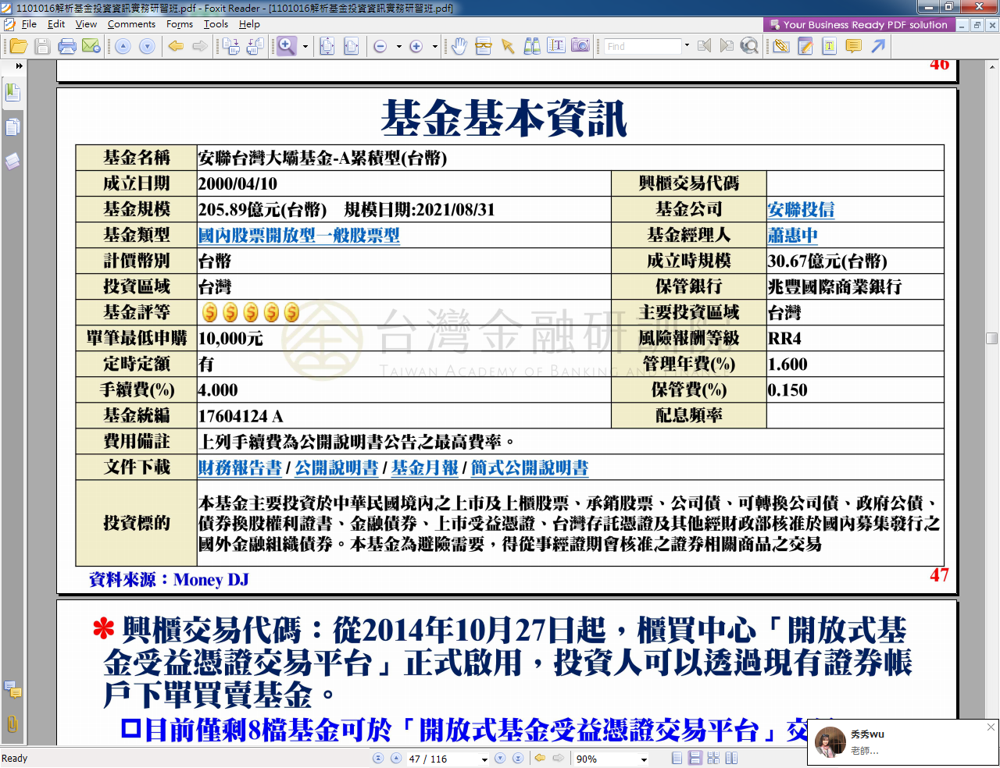 1101016解析基金投資資訊實務研習班.pdf - Foxit Reader - [1101016解析基金投資資訊實務研習班.pdf]
File Edit View Comments Forms Tools Help
Your Business Ready PDF solution
Find
46
基金基本資訊
基金名稱 安聯台灣大壩基金-A累積型(台幣)
成立日期 2000/04/10 興櫃交易代碼
基金規模 205.89億元(台幣) 規模日期:2021/08/31 基金公司 安聯投信
基金類型 國內股票開放型一般股票型 基金經理人 蕭惠中
計價幣別 台幣 成立時規模 30.67億元(台幣)
投資區域 台灣 保管銀行 兆豐國際商業銀行
基金評等 主要投資區域 台灣
單筆最低申購 10,000元 風險報酬等級 RR4
定時定額 有 管理年費(%) 1.600
手續費(%) 4.000 保管費(%) 0.150
基金統編 17604124 A 配息頻率
費用備註 上列手續費為公開說明書公告之最高費率。
文件下載 財務報告書 / 公開說明書 / 基金月報 / 簡式公開說明書
投資標的 本基金主要投資於中華民國境內之上市及上櫃股票、承銷股票、公司債、可轉換公司債、政府公債、
債券換股權利證書、金融債券、上市受益憑證、台灣存託憑證及其他經財政部核准於國內募集發行之
國外金融組織債券。本基金為避險需要，得從事經證期會核准之證券相關商品之交易
台灣金融研訓院
TAIWAN ACADEMY OF BANKING AND FINANCE
資料來源：Money DJ
47
✽ 興櫃交易代碼：從2014年10月27日起，櫃買中心「開放式基
金受益憑證交易平台」正式啟用，投資人可以透過現有證券帳
戶下單買賣基金。
目前僅剩8檔基金可於「開放式基金受益憑證交易平台」交
秀秀wu
老師...
Ready
47 / 116
90%